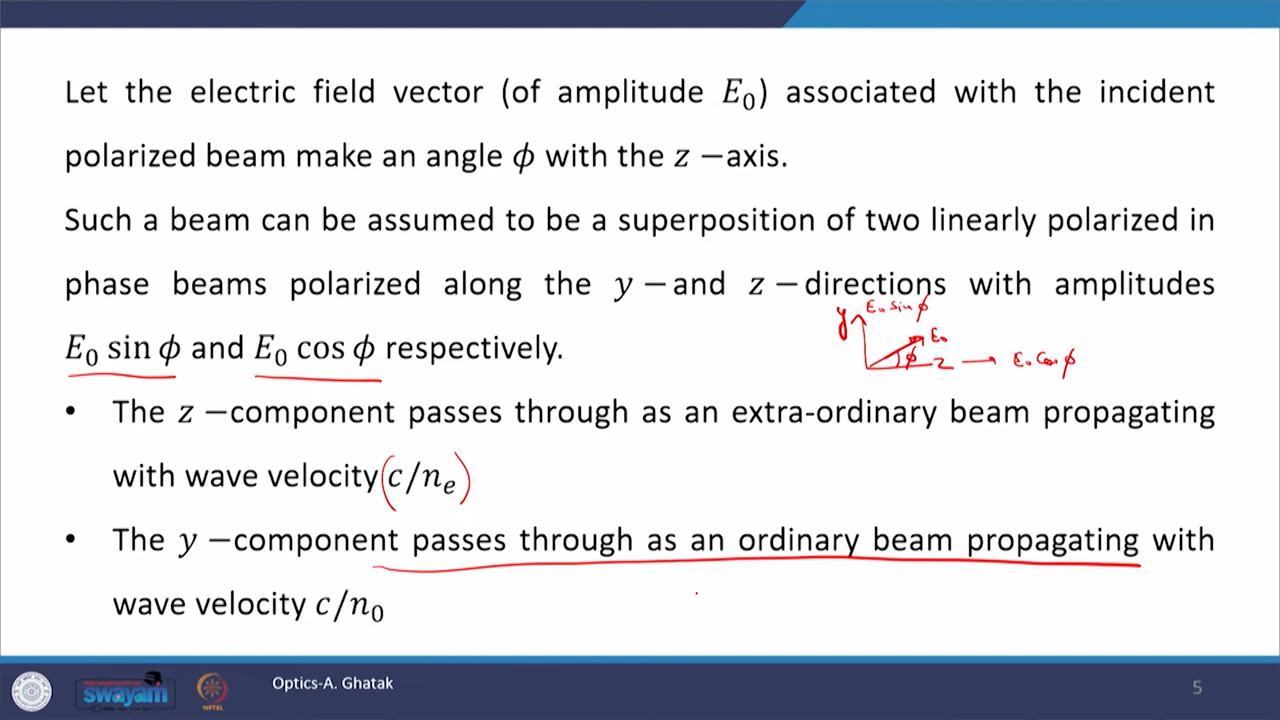 Let the electric field vector (of amplitude E₀) associated with the incident
polarized beam make an angle ϕ with the z −axis.
Such a beam can be assumed to be a superposition of two linearly polarized in
phase beams polarized along the y −and z −directions with amplitudes
y E₀ sin ϕ
E₀
ϕ z → E₀ cos ϕ
E₀ sin ϕ and E₀ cos ϕ respectively.
• The z −component passes through as an extra-ordinary beam propagating
with wave velocity (c/nₑ)
• The y −component passes through as an ordinary beam propagating with
wave velocity c/n₀
swayam
NPTEL
Optics-A. Ghatak
5